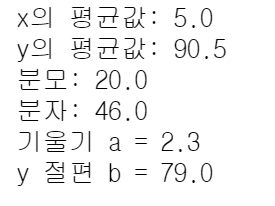 x의 평균값: 5.0
y의 평균값: 90.5
분모: 20.0
분자: 46.0
기울기 a = 2.3
y 절편 b = 79.0